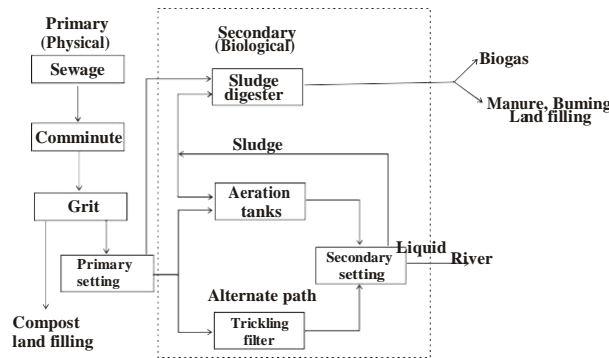 Primary
(Physical)
Sewage
Comminute
Grit
Primary
setting
Compost
land filling
Secondary
(Biological)
Sludge
digester
Sludge
Aeration
tanks
Secondary
setting
Alternate path
Trickling
filter
Liquid
River
Biogas
Manure, Buming
Land filling